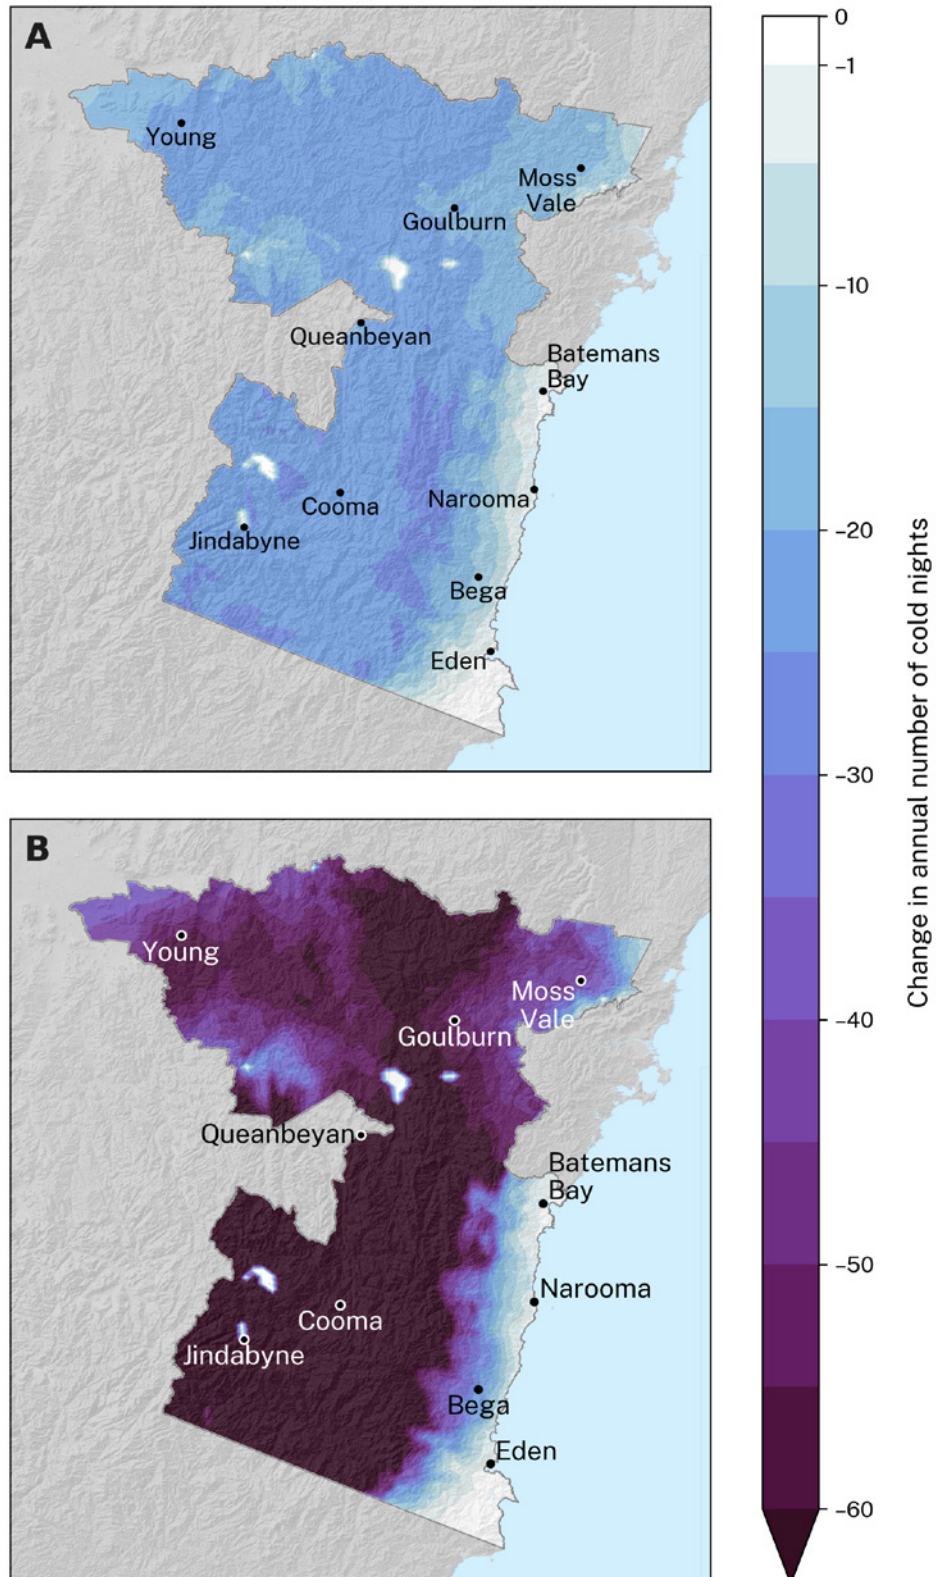 A
Young
Moss
Vale
Goulburn
Queanbeyan
Batemans
Bay
Narooma
Cooma
Jindabyne
Bega
Eden
B
Young
Moss
Vale
Goulburn
Queanbeyan
Batemans
Bay
Narooma
Cooma
Jindabyne
Bega
Eden
0
–1
–10
–20
–30
–40
–50
–60
Change in annual number of cold nights